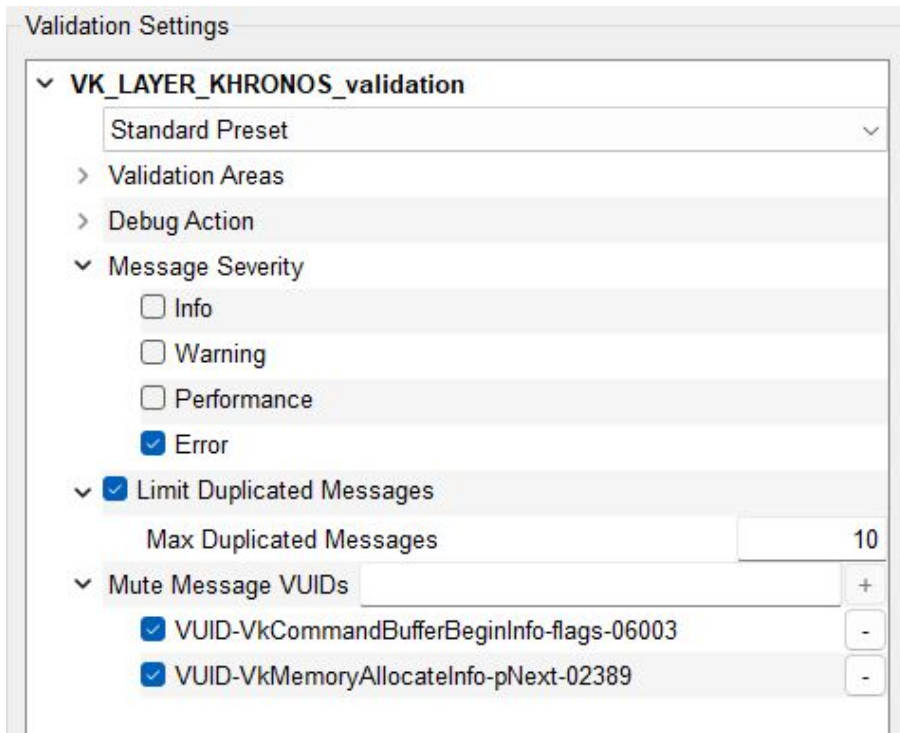 Validation Settings
VK_LAYER_KHRONOS_validation
Standard Preset
Validation Areas
Debug Action
Message Severity
Info
Warning
Performance
Error
Limit Duplicated Messages
Max Duplicated Messages 10
Mute Message VUIDs +
VUID-VkCommandBufferBeginInfo-flags-06003 -
VUID-VkMemoryAllocateInfo-pNext-02389 -